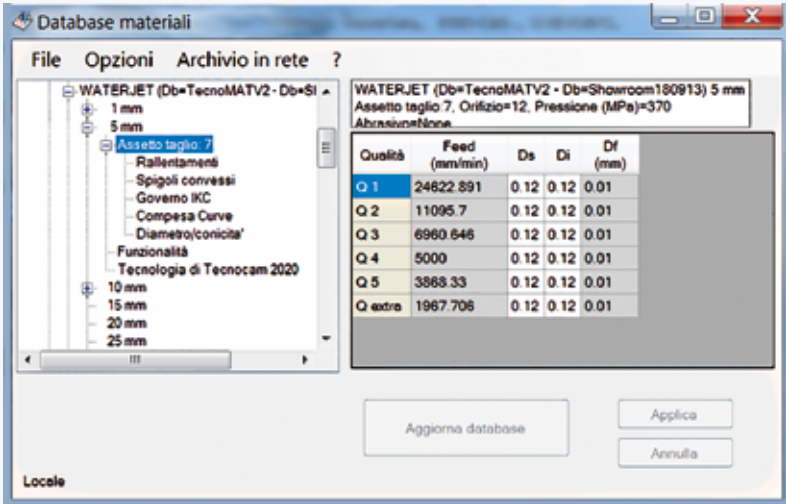 Database materiali
File Opzioni Archivio in rete ?
WATERJET (Db=TecnoMATV2 - Db=SI
1 mm
5 mm
Assetto taglio: 7
Rallentamenti
Spigoli convessi
Governo IKC
Compesa Curve
Diametro/conicita'
Funzionalità
Tecnologia di Tecnocam 2020
10 mm
15 mm
20 mm
25 mm
WATERJET (Db=TecnoMATV2 - Db=Showroom180913) 5 mm
Assetto taglio:7, Orifizio=12, Pressione (MPa)=370
Abrasivo=None
Qualità Feed (mm/min) Ds Di Df (mm)
Q 1 24622.891 0.12 0.12 0.01
Q 2 11095.7 0.12 0.12 0.01
Q 3 6960.646 0.12 0.12 0.01
Q 4 5000 0.12 0.12 0.01
Q 5 3868.33 0.12 0.12 0.01
Q extra 1967.706 0.12 0.12 0.01
Aggiorna database
Applica
Annulla
Locale